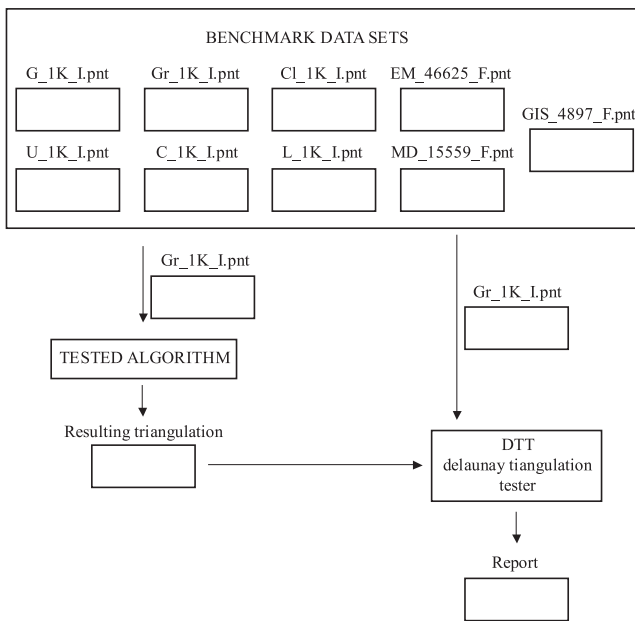 BENCHMARK DATA SETS
G_1K_I.pnt
Gr_1K_I.pnt
Cl_1K_I.pnt
EM_46625_F.pnt
GIS_4897_F.pnt
U_1K_I.pnt
C_1K_I.pnt
L_1K_I.pnt
MD_15559_F.pnt
Gr_1K_I.pnt
Gr_1K_I.pnt
TESTED ALGORITHM
Resulting triangulation
DTT
delaunay tiangulation
tester
Report